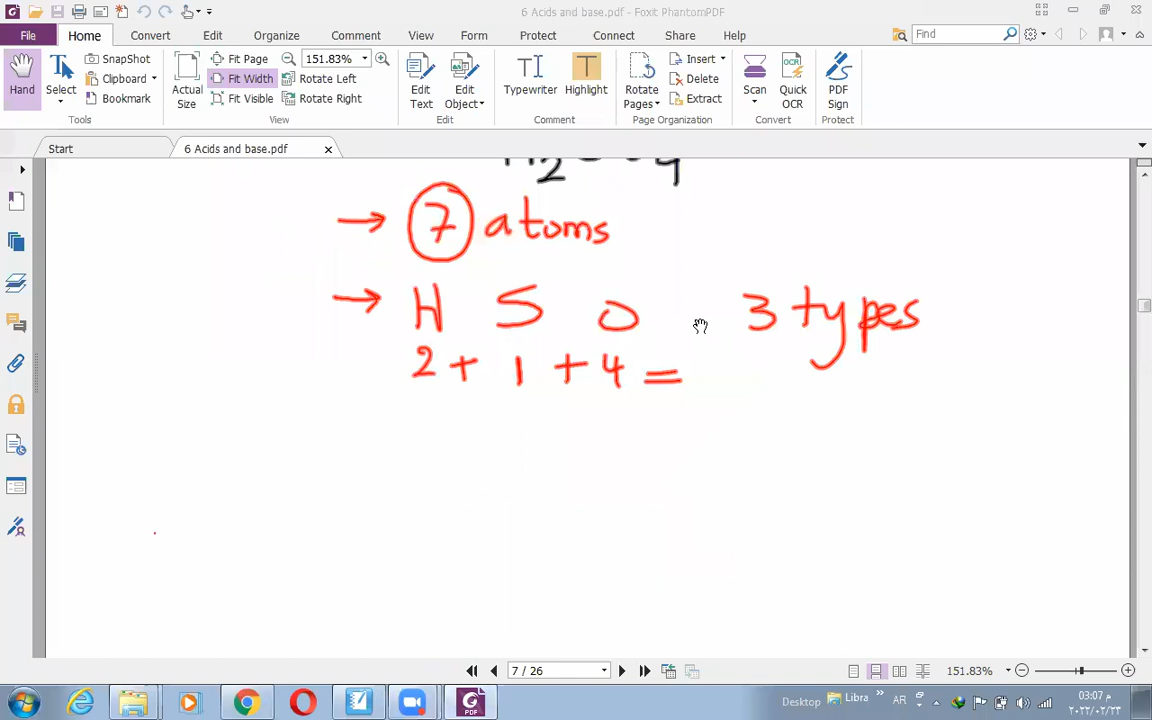 6 Acids and base.pdf - Foxit PhantomPDF
File Home Convert Edit Organize Comment View Form Protect Connect Share Help Find
Hand
Select
SnapShot
Clipboard
Bookmark
Tools
Actual Size
Fit Page
Fit Width
Fit Visible
151.83%
Rotate Left
Rotate Right
View
Edit Text
Edit Object
Edit
Typewriter
Highlight
Comment
Rotate Pages
Insert
Delete
Extract
Page Organization
Scan
Quick OCR
Convert
PDF Sign
Protect
Start
6 Acids and base.pdf
→ 7 atoms
→ H S O 3 types
2 + 1 + 4 =
7 / 26
151.83%
Desktop Libra » AR
03:07 م
٢٠٢٢/٠٢/٢٣